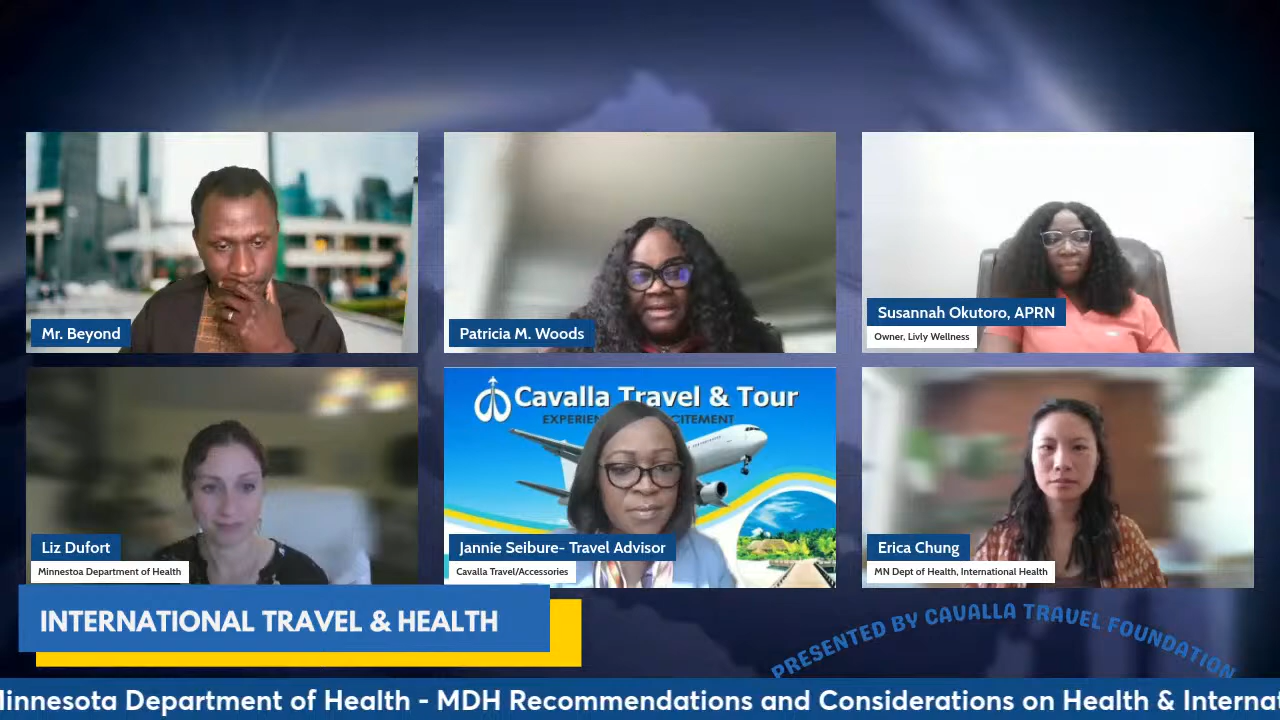 Mr. Beyond
Patricia M. Woods
Susannah Okutoro, APRN
Owner, Livly Wellness
Liz Dufort
Minnestoa Department of Health
Cavalla Travel & Tour
Jannie Seibure- Travel Advisor
Cavalla Travel/Accessories
Erica Chung
MN Dept of Health, International Health
INTERNATIONAL TRAVEL & HEALTH
PRESENTED BY CAVALLA TRAVEL FOUNDATION
Department of Health - MDH Recommendations and Considerations on Health &